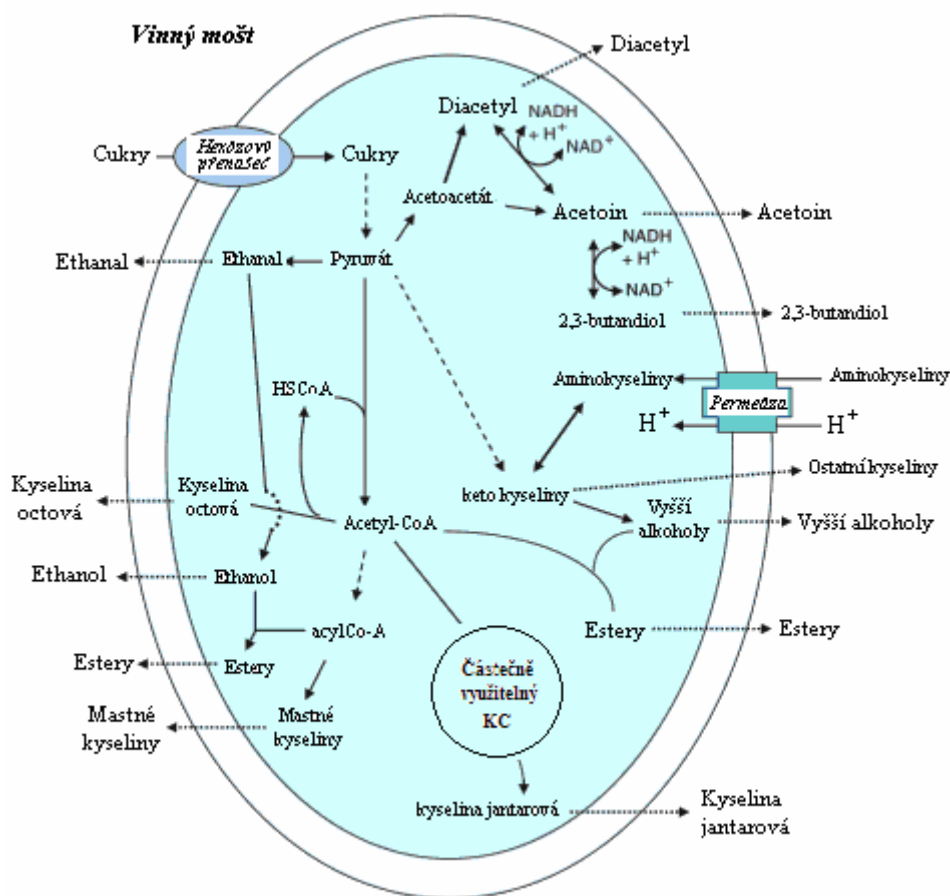 Vinný mošt
Diacetyl
Diacetyl
NADH
+ H+
NAD+
Cukry
Hexózový
přenašeč
Cukry
Acetoacetát
Acetoin
Acetoin
Ethanal
Ethanal
Pyruvát
NADH
+ H+
NAD+
2,3-butandiol
2,3-butandiol
HSCoA
Aminokyseliny
Aminokyseliny
Permeáza
H+
H+
Kyselina
octová
Kyselina
octová
Acetyl-CoA
keto kyseliny
Ostatní kyseliny
Vyšší
alkoholy
Vyšší alkoholy
Ethanol
Ethanol
acylCo-A
Estery
Estery
Estery
Estery
Částečně
využitelný
KC
Mastné
kyseliny
Mastné
kyseliny
kyselina jantarová
Kyselina
jantarová